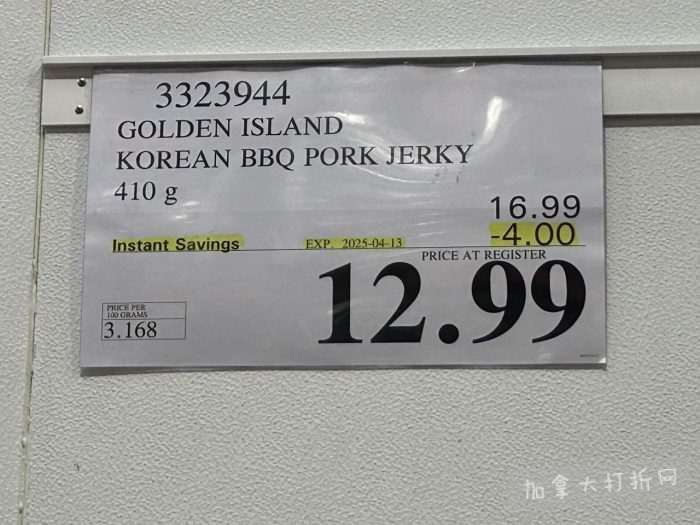 3323944
GOLDEN ISLAND
KOREAN BBQ PORK JERKY
410 g
16.99
Instant Savings EXP. 2025-04-13 -4.00
PRICE AT REGISTER
12.99
PRICE PER
100 GRAMS
3.168
加拿大打折网